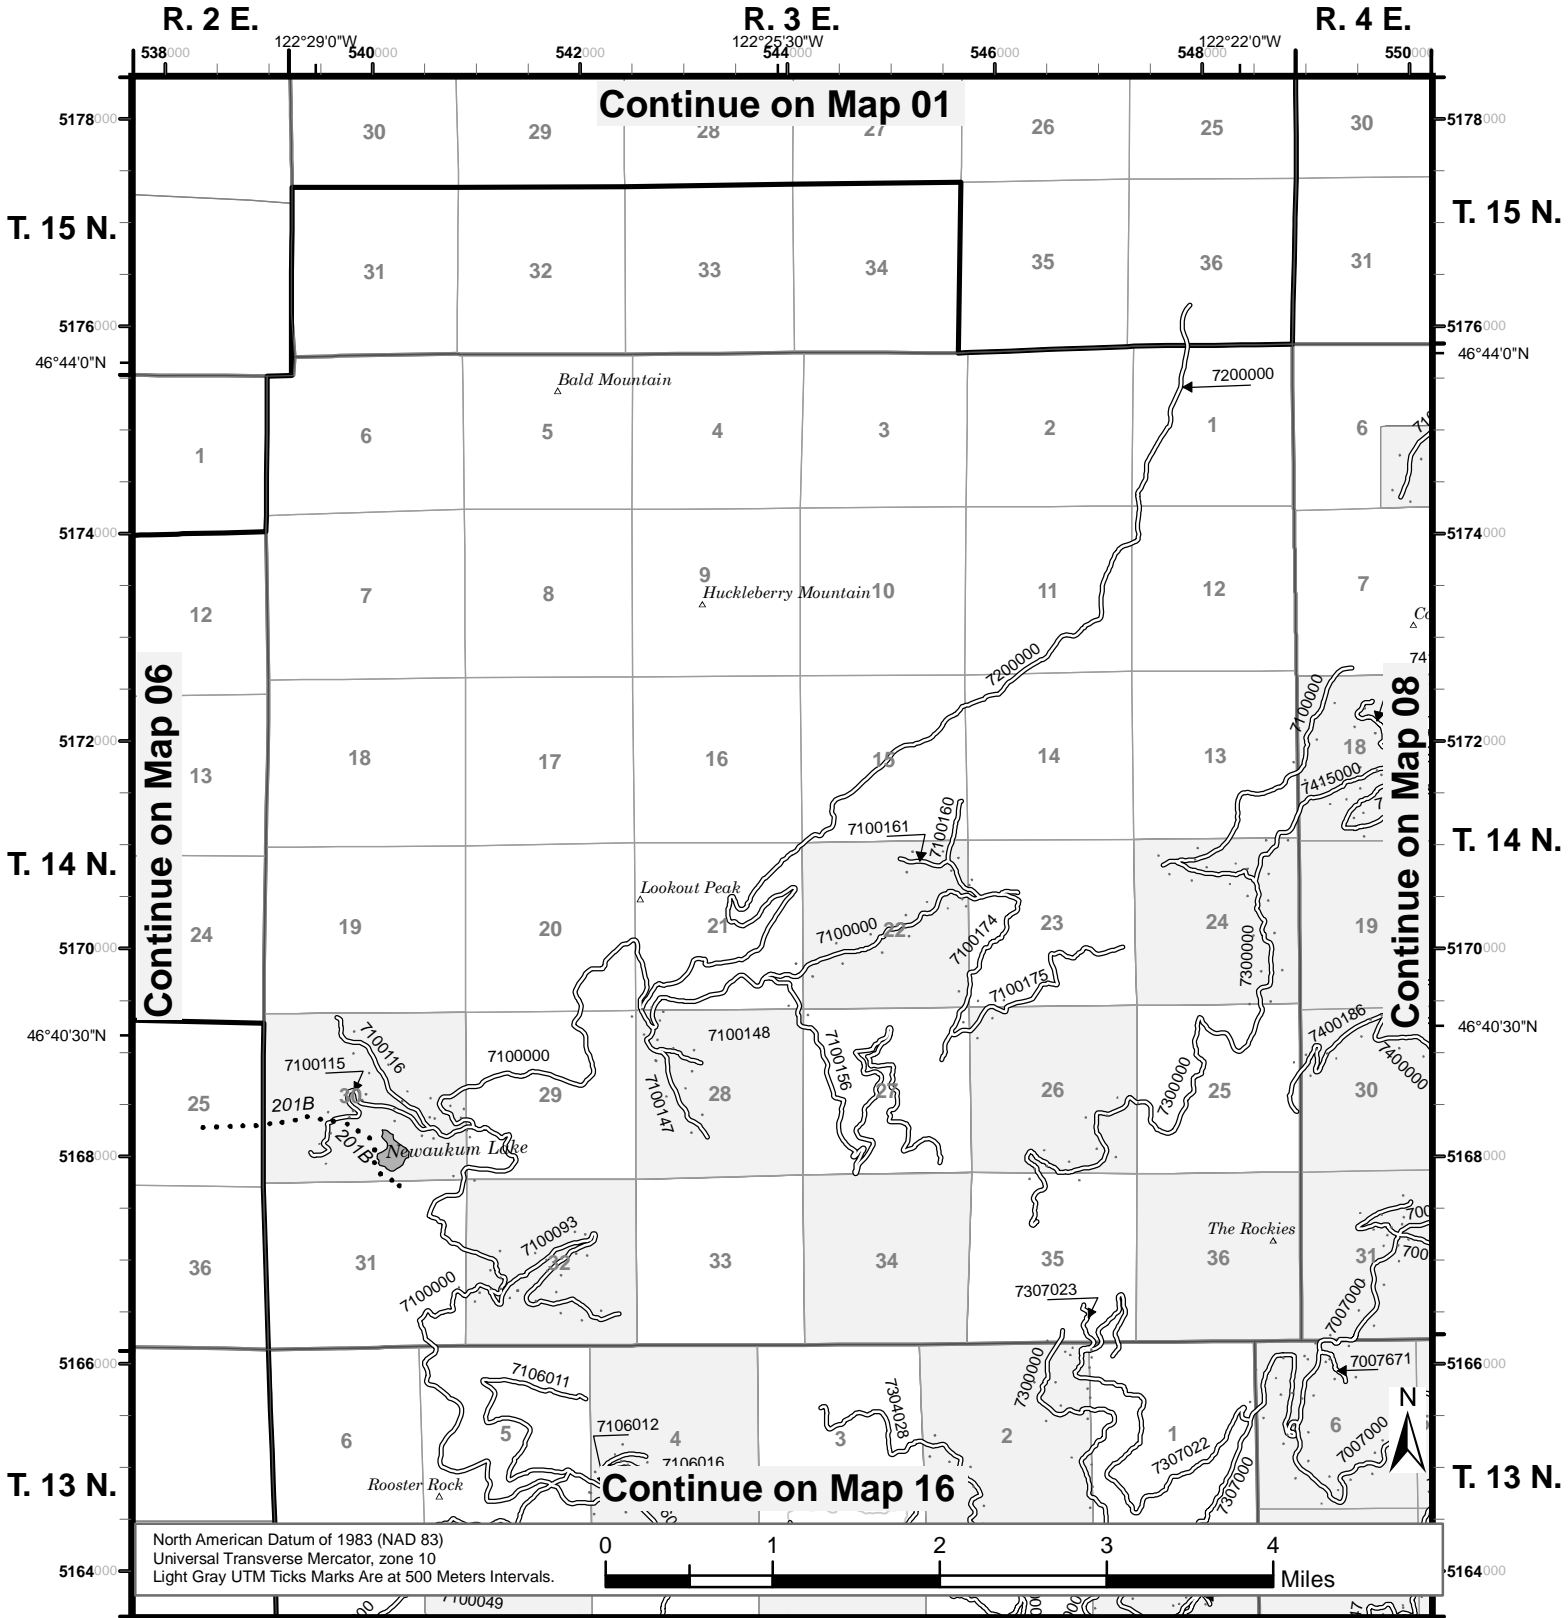 R. 2 E. R. 3 E. R. 4 E.
122°29'0"W 122°25'30"W 122°22'0"W
538000 540000 542000 544000 546000 548000 550000
Continue on Map 01
5178000 5178000
30 29 28 27 26 25 30
T. 15 N. T. 15 N.
31 32 33 34 35 36 31
5176000 5176000
46°44'0"N 46°44'0"N
Bald Mountain
7200000
1 6 5 4 3 2 1 6
5174000 5174000
12 7 8 9 10 11 12 7
Huckleberry Mountain
7200000
7100000
Continue on Map 06
Continue on Map 08
5172000 5172000
13 18 17 16 15 14 13 18
7415000
7100161
7100160
T. 14 N. T. 14 N.
Lookout Peak
24 19 20 21 22 23 24 19
7100000
7100174
7300000
5170000 5170000
7100175
46°40'30"N 46°40'30"N
7400186
7400000
7100148
7100116
7100115
7100000
7100156
7100147
7300000
25 30 29 28 27 26 25 30
201B
201B
Newaukum Lake
5168000 5168000
7100093
The Rockies
36 31 32 33 34 35 36 31
7100000
7307023
7007000
5166000 5166000
7007671
7106011
7300000
7304028
7106012
6 5 4 3 2 1 6
7007000
7307022
7106016
7307000
Rooster Rock
N
T. 13 N. T. 13 N.
Continue on Map 16
North American Datum of 1983 (NAD 83)
Universal Transverse Mercator, zone 10
Light Gray UTM Ticks Marks Are at 500 Meters Intervals.
0 1 2 3 4
Miles
5164000 5164000
7100049